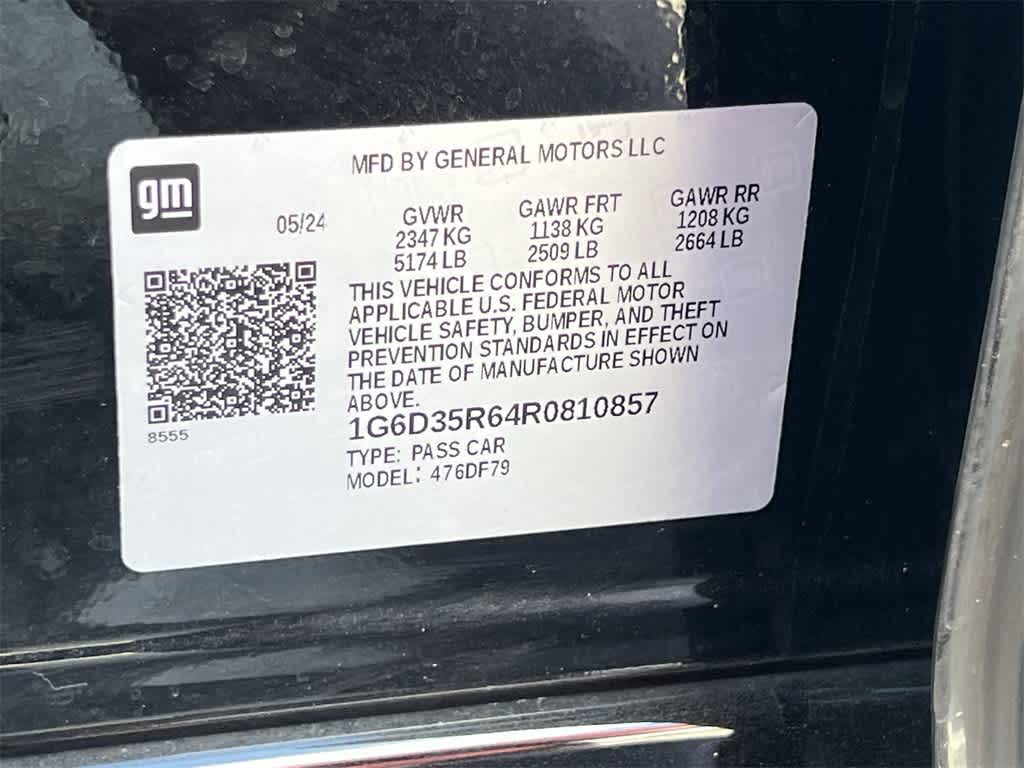 MFD BY GENERAL MOTORS LLC
gm
05/24
GVWR GAWR FRT GAWR RR
2347 KG 1138 KG 1208 KG
5174 LB 2509 LB 2664 LB
THIS VEHICLE CONFORMS TO ALL
APPLICABLE U.S. FEDERAL MOTOR
VEHICLE SAFETY, BUMPER, AND THEFT
PREVENTION STANDARDS IN EFFECT ON
THE DATE OF MANUFACTURE SHOWN
ABOVE.
8555
1G6D35R64R0810857
TYPE: PASS CAR
MODEL: 476DF79